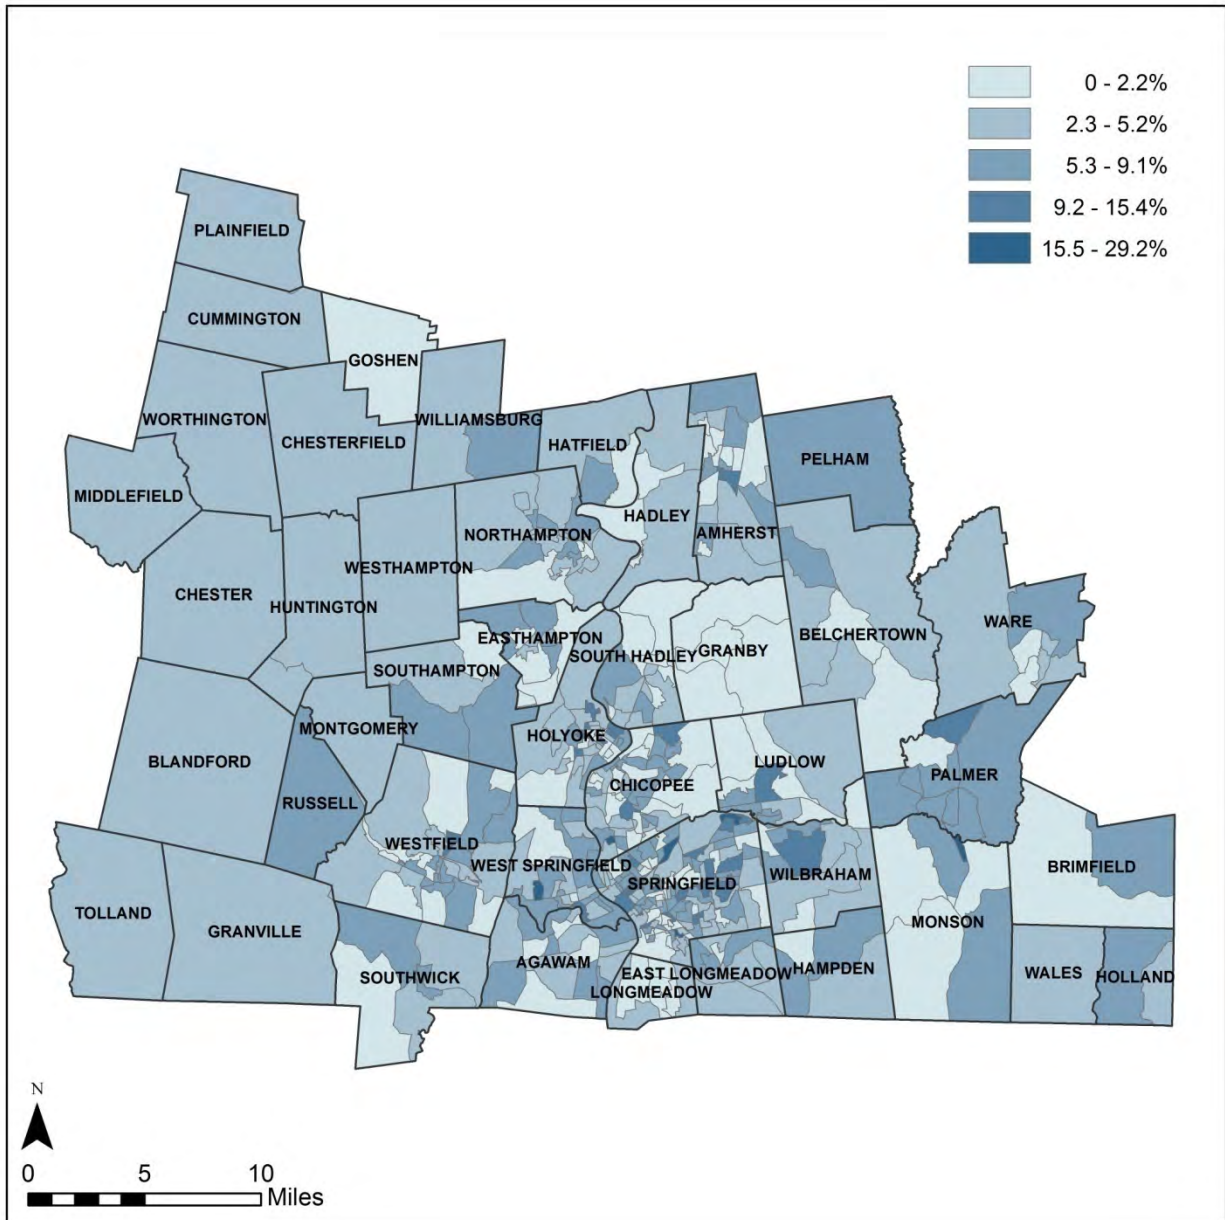 0 - 2.2%
2.3 - 5.2%
5.3 - 9.1%
9.2 - 15.4%
15.5 - 29.2%
PLAINFIELD
CUMMINGTON
GOSHEN
WORTHINGTON
CHESTERFIELD
WILLIAMSBURG
HATFIELD
PELHAM
MIDDLEFIELD
HADLEY
NORTHAMPTON
AMHERST
WESTHAMPTON
CHESTER
HUNTINGTON
WARE
BELCHERTOWN
EASTHAMPTON
SOUTH HADLEY
GRANBY
SOUTHAMPTON
MONTGOMERY
HOLYOKE
BLANDFORD
LUDLOW
PALMER
CHICOPEE
RUSSELL
WESTFIELD
WEST SPRINGFIELD
BRIMFIELD
WILBRAHAM
SPRINGFIELD
TOLLAND
MONSON
GRANVILLE
AGAWAM
HAMPDEN
EAST LONGMEADOW
WALES
HOLLAND
SOUTHWICK
LONGMEADOW
N
0 5 10
Miles